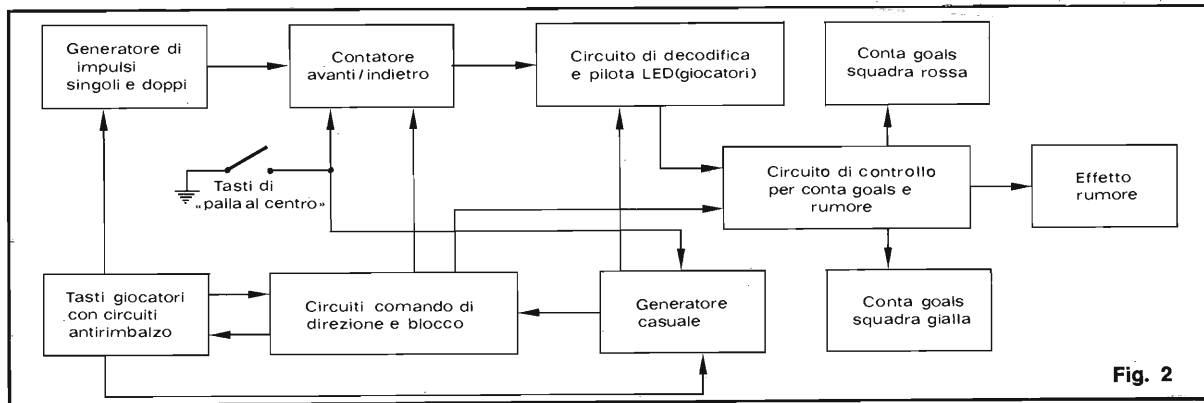 Generatore di
impulsi
singoli e doppi
Contatore
avanti/indietro
Circuito di decodifica
e pilota LED(giocatori)
Conta goals
squadra rossa
Tasti di
«palla al centro»
Circuito di controllo
per conta goals e
rumore
Effetto
rumore
Tasti giocatori
con circuiti
antirimbalzo
Circuiti comando di
direzione e blocco
Generatore
casuale
Conta goals
squadra gialla
Fig. 2